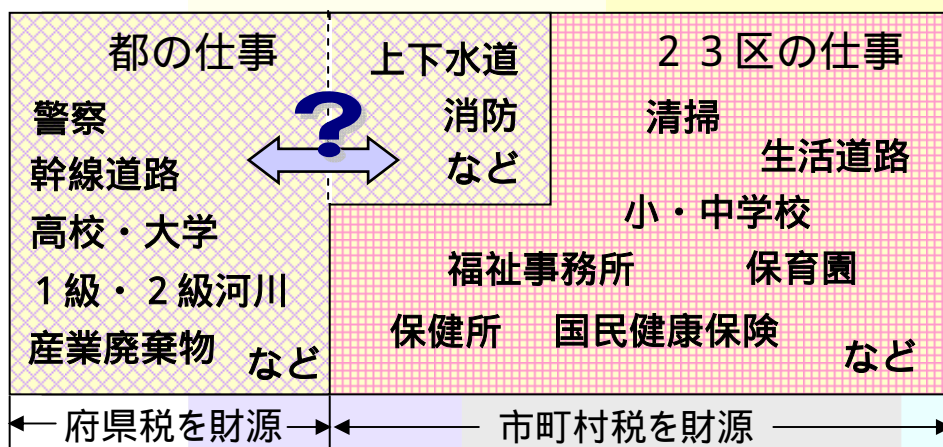 都の仕事
警察
幹線道路
高校・大学
1級・2級河川
産業廃棄物 など
?
上下水道
消防
など
23区の仕事
清掃
生活道路
小・中学校
福祉事務所 保育園
保健所 国民健康保険
など
府県税を財源
市町村税を財源